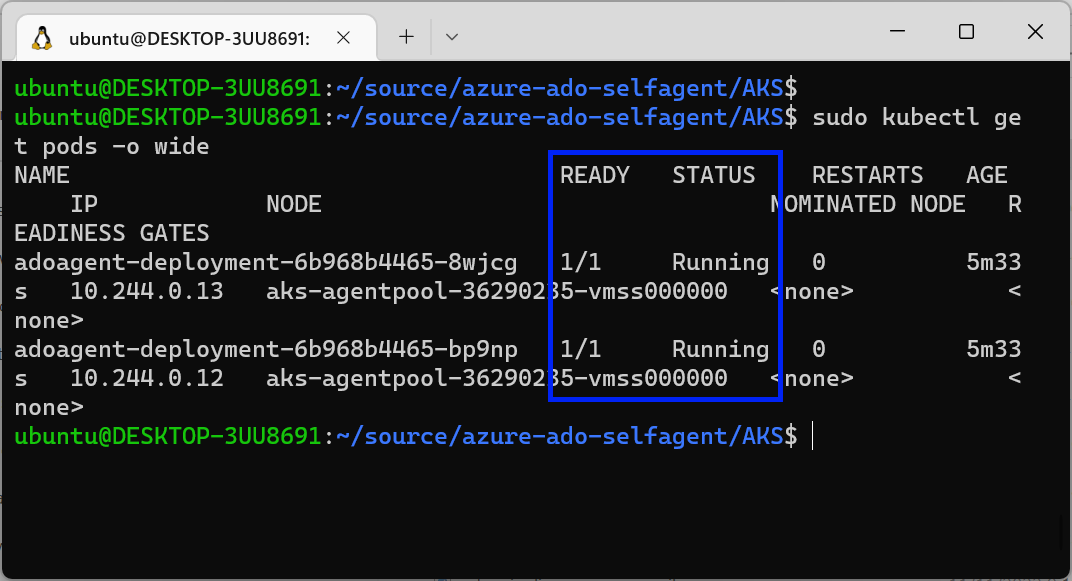 ubuntu@DESKTOP-3UU8691:
ubuntu@DESKTOP-3UU8691:~/source/azure-ado-selfagent/AKS$
ubuntu@DESKTOP-3UU8691:~/source/azure-ado-selfagent/AKS$ sudo kubectl ge
t pods -o wide
NAME                                   READY   STATUS    RESTARTS   AGE
    IP            NODE                                NOMINATED NODE   R
EADINESS GATES
adoagent-deployment-6b968b4465-8wjcg   1/1     Running   0          5m33
s   10.244.0.13   aks-agentpool-36290235-vmss000000   <none>           <
none>
adoagent-deployment-6b968b4465-bp9np   1/1     Running   0          5m33
s   10.244.0.12   aks-agentpool-36290235-vmss000000   <none>           <
none>
ubuntu@DESKTOP-3UU8691:~/source/azure-ado-selfagent/AKS$